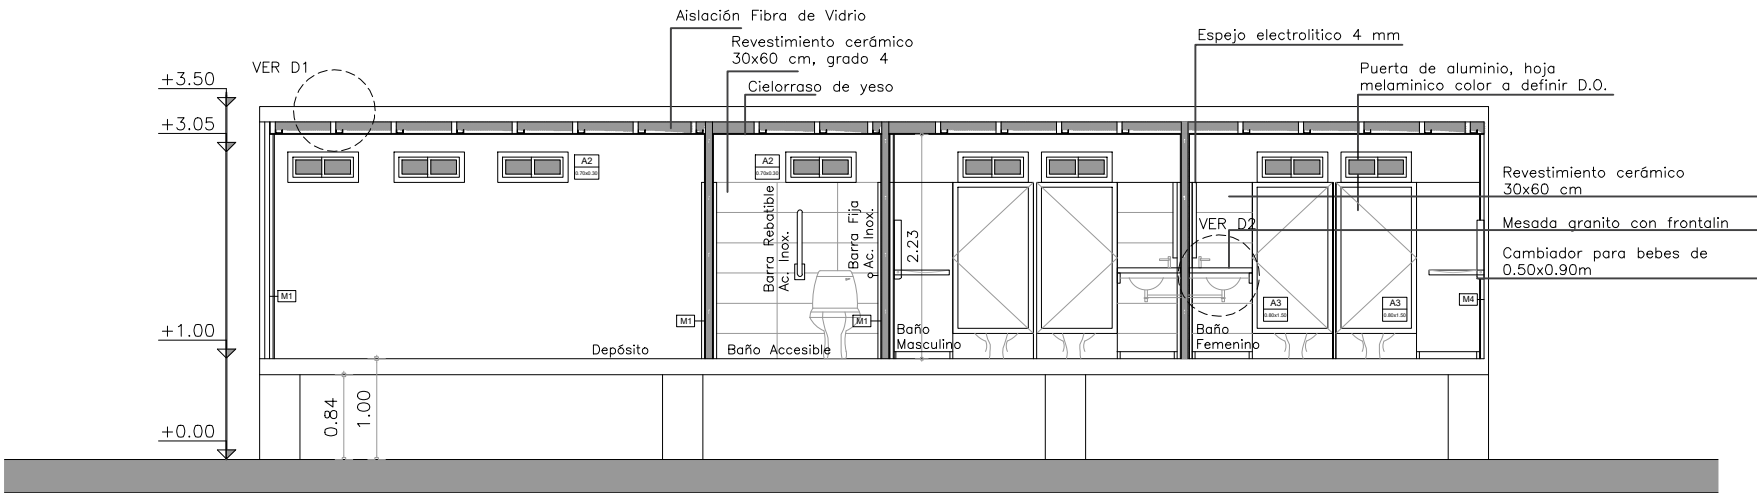 Aislación Fibra de Vidrio
Revestimiento cerámico
30x60 cm, grado 4
Cielorraso de yeso
Espejo electrolitico 4 mm
Puerta de aluminio, hoja
melaminico color a definir D.O.
VER D1
+3.50
+3.05
A2
0.70x0.30
A2
0.70x0.30
Revestimiento cerámico
30x60 cm
Mesada granito con frontalin
Cambiador para bebes de
0.50x0.90m
Barra Rebatible
Ac. Inox.
Barra Fija
Ac. Inox.
2.23
VER D2
M1
M1
M1
M4
A3
0.80x1.50
A3
0.80x1.50
+1.00
Depósito
Baño Accesible
Baño
Masculino
Baño
Femenino
0.84
1.00
+0.00